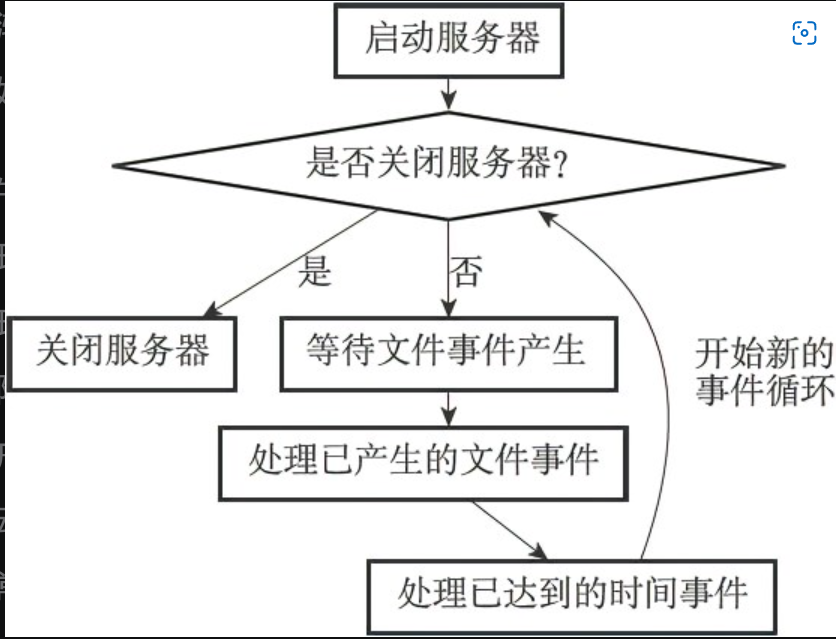 启动服务器
是否关闭服务器?
是
否
关闭服务器
等待文件事件产生
开始新的
事件循环
处理已产生的文件事件
处理已达到的时间事件